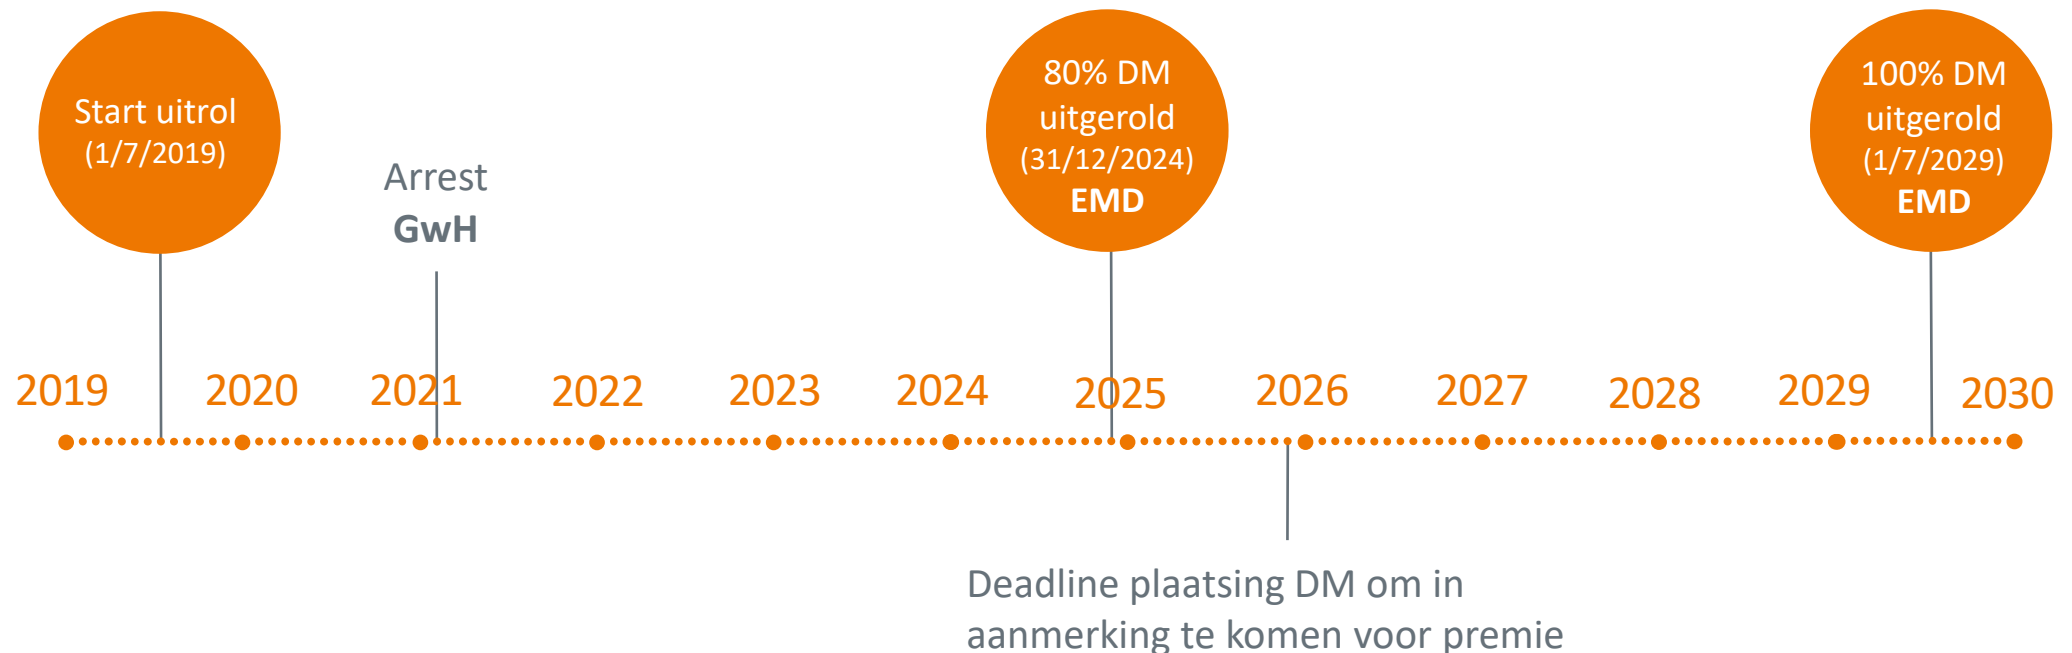 Start uitrol
(1/7/2019)
Arrest
GwH
80% DM
uitgerold
(31/12/2024)
EMD
100% DM
uitgerold
(1/7/2029)
EMD
2019 2020 2021 2022 2023 2024 2025 2026 2027 2028 2029 2030
Deadline plaatsing DM om in
aanmerking te komen voor premie